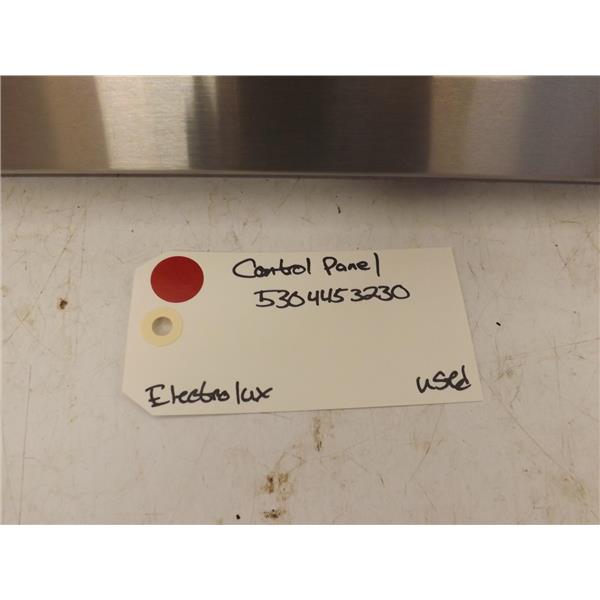 Control Panel
5304453230
Electrolux
used